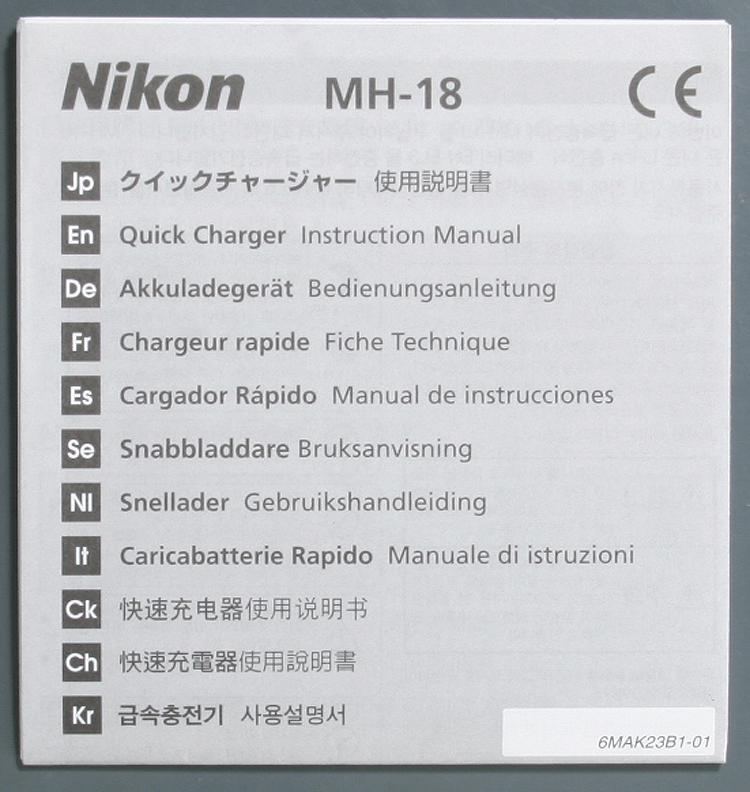 Nikon MH-18 CE
Jp クイックチャージャー 使用説明書
En Quick Charger Instruction Manual
De Akkuladegerät Bedienungsanleitung
Fr Chargeur rapide Fiche Technique
Es Cargador Rápido Manual de instrucciones
Se Snabbladdare Bruksanvisning
Nl Snellader Gebruikshandleiding
It Caricabatterie Rapido Manuale di istruzioni
Ck 快速充电器使用说明书
Ch 快速充電器使用說明書
Kr 급속충전기 사용설명서
6MAK23B1-01